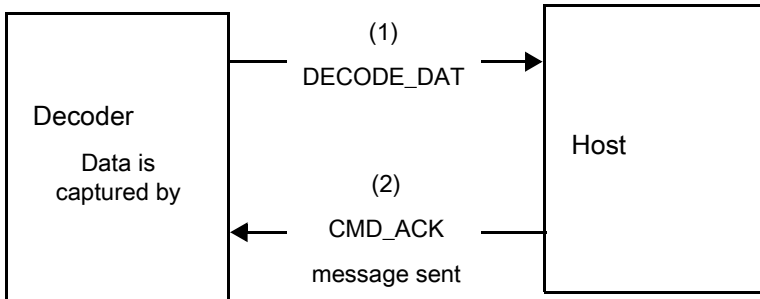 (1)
DECODE_DAT
Decoder
Data is
captured by
Host
(2)
CMD_ACK
message sent